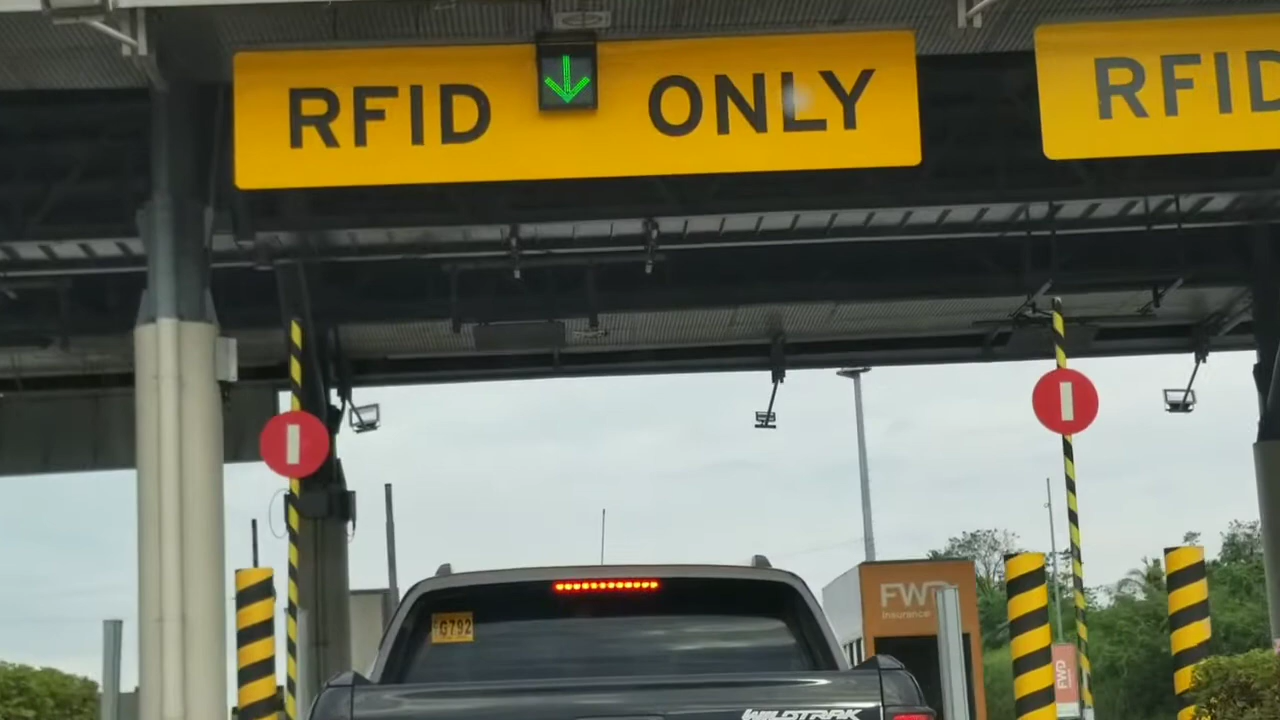 RFID ONLY
RFID
FWD
Insurance
G792
FWD
WILDTRAK